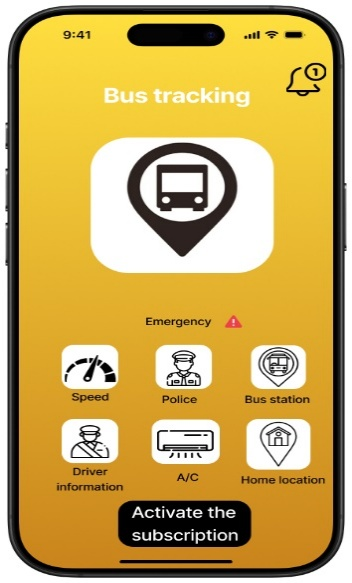 9:41
1
Bus tracking
Emergency
Speed
Police
Bus station
Driver
information
A/C
Home location
Activate the
subscription